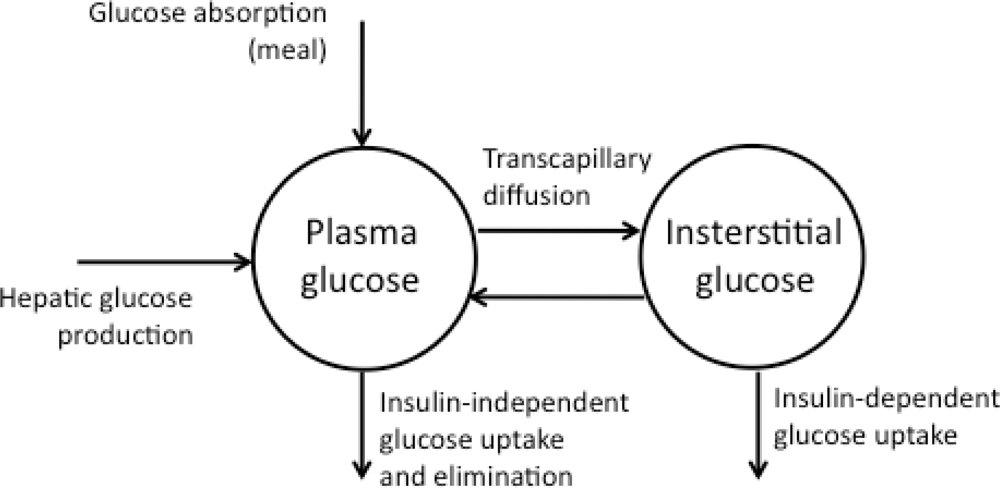 Glucose absorption
(meal)
Transcapillary
diffusion
Plasma
glucose
Insterstitial
glucose
Hepatic glucose
production
Insulin-independent
glucose uptake
and elimination
Insulin-dependent
glucose uptake